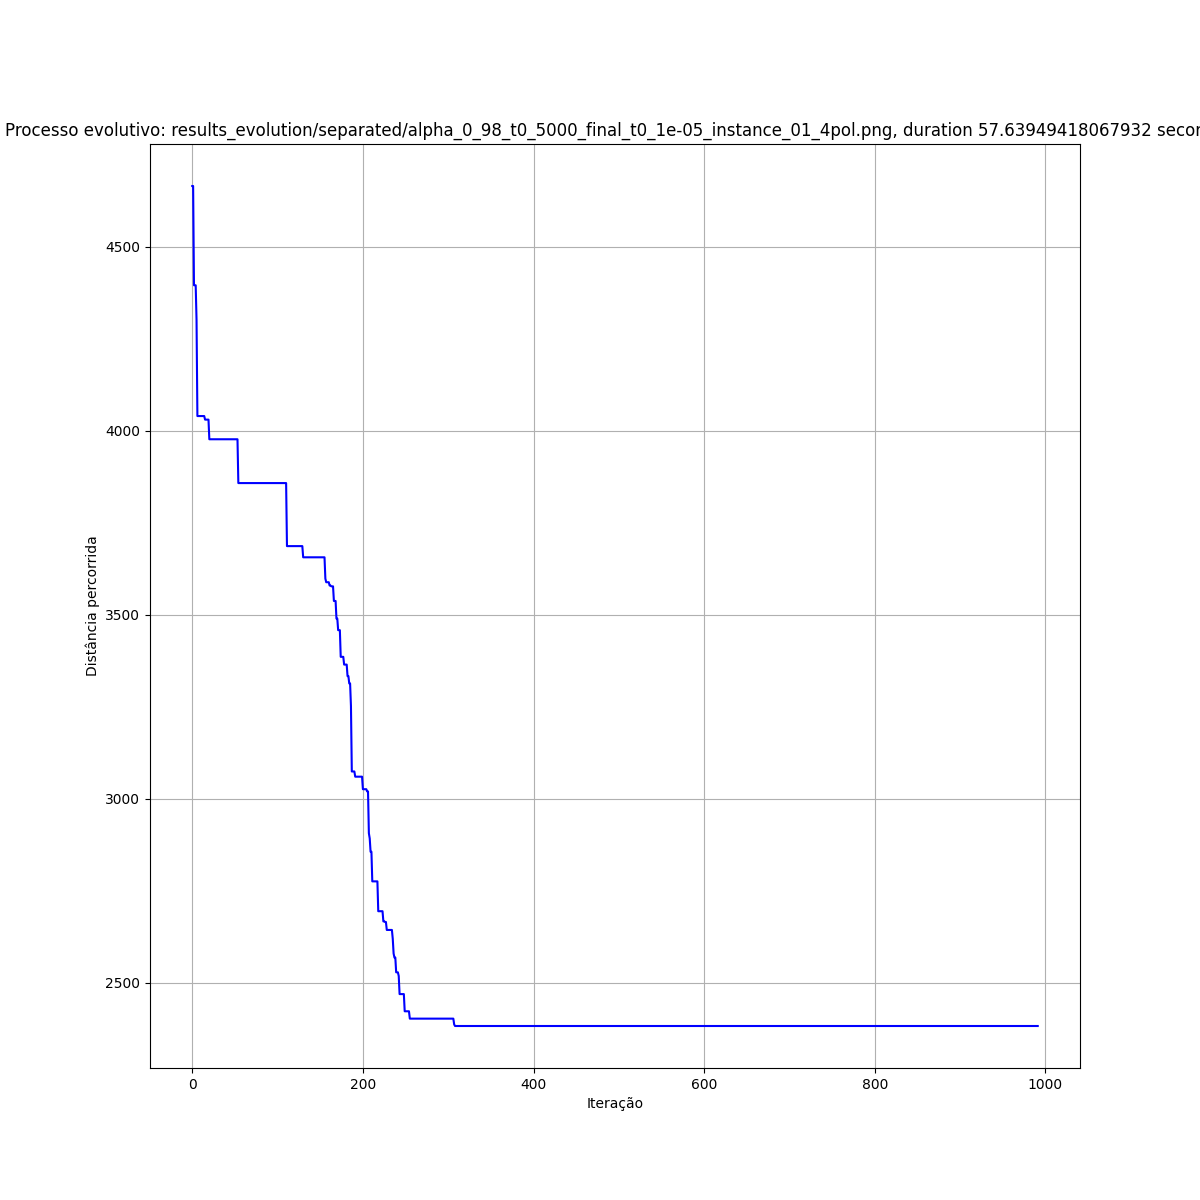 Processo evolutivo: results_evolution/separated/alpha_0_98_t0_5000_final_t0_1e-05_instance_01_4pol.png, duration 57.63949418067932
4500
4000
3500
3000
2500
Distância percorrida
0 200 400 600 800 1000
Iteração